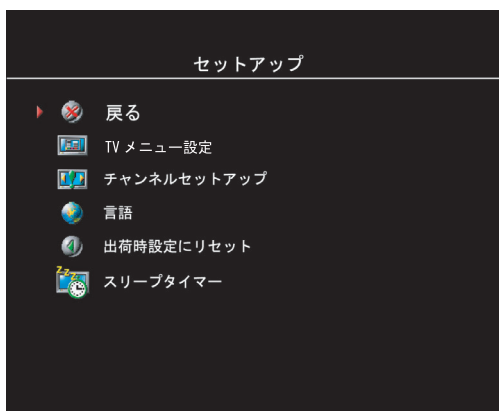 セットアップ
戻る
TV メニュー設定
チャンネルセットアップ
言語
出荷時設定にリセット
スリープタイマー